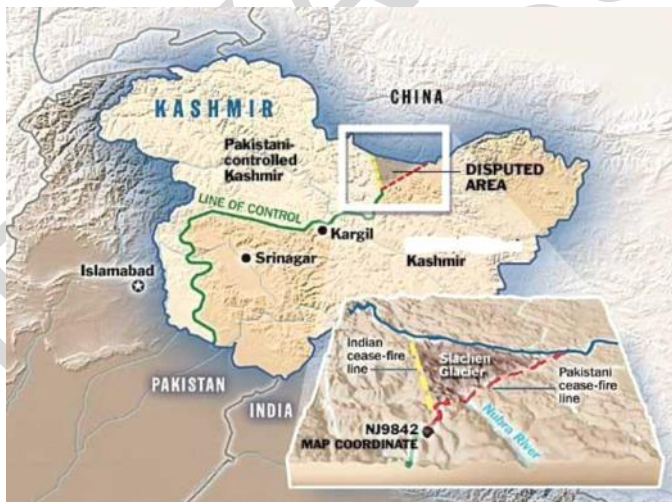 KASHMIR
CHINA
Pakistani-
controlled
Kashmir
DISPUTED
AREA
LINE OF CONTROL
Kargil
Srinagar
Kashmir
Islamabad
PAKISTAN
INDIA
Indian
cease-fire
line
Siachen
Glacier
Pakistani
cease-fire
line
NJ9842
MAP COORDINATE
Nubra River